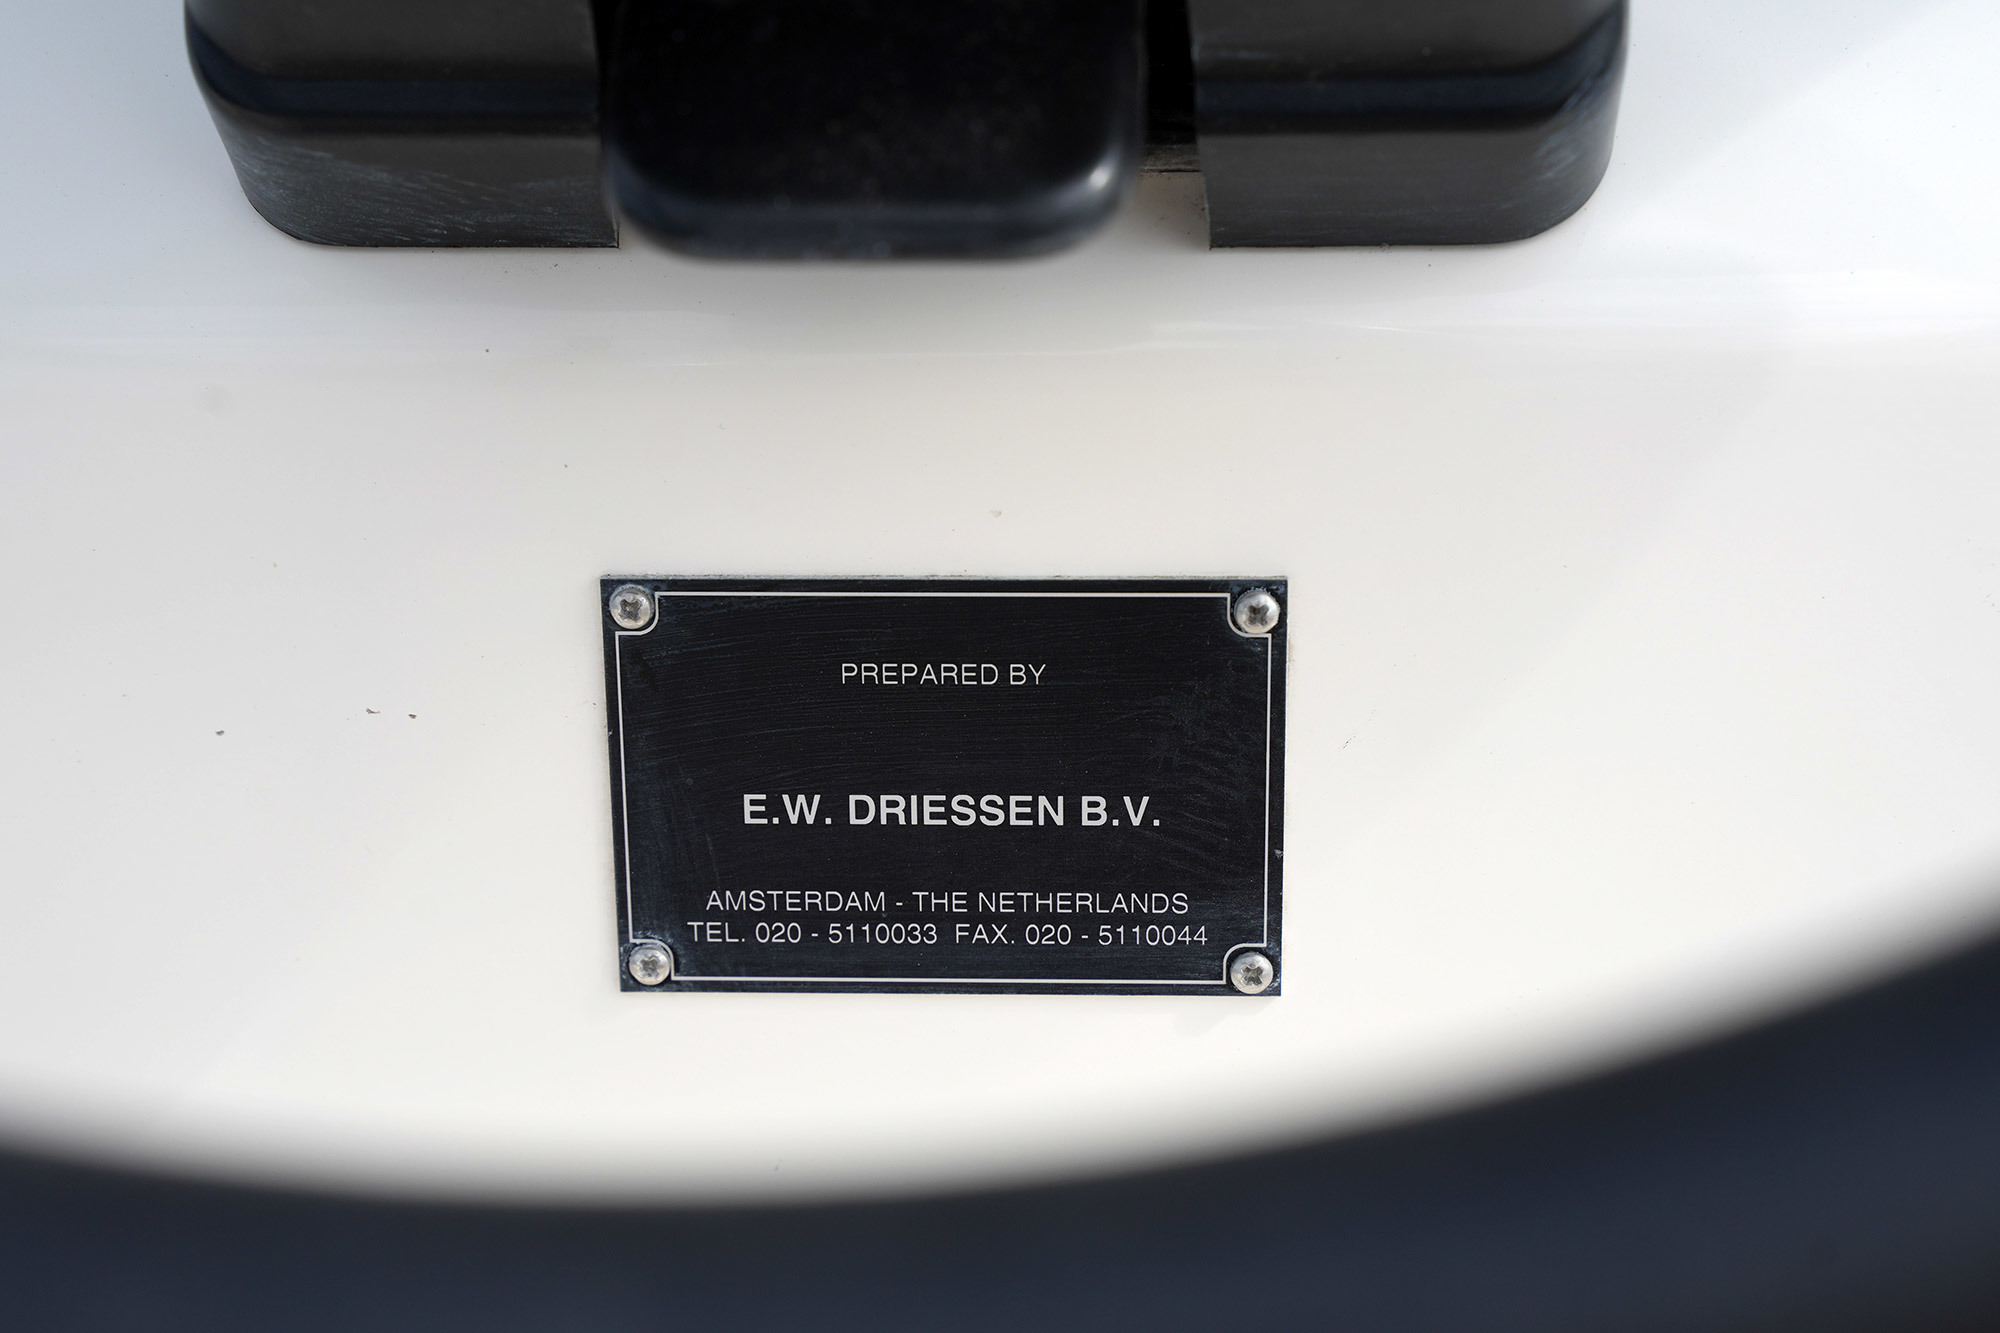 PREPARED BY
E.W. DRIESSEN B.V.
AMSTERDAM - THE NETHERLANDS
TEL. 020 - 5110033 FAX. 020 - 5110044